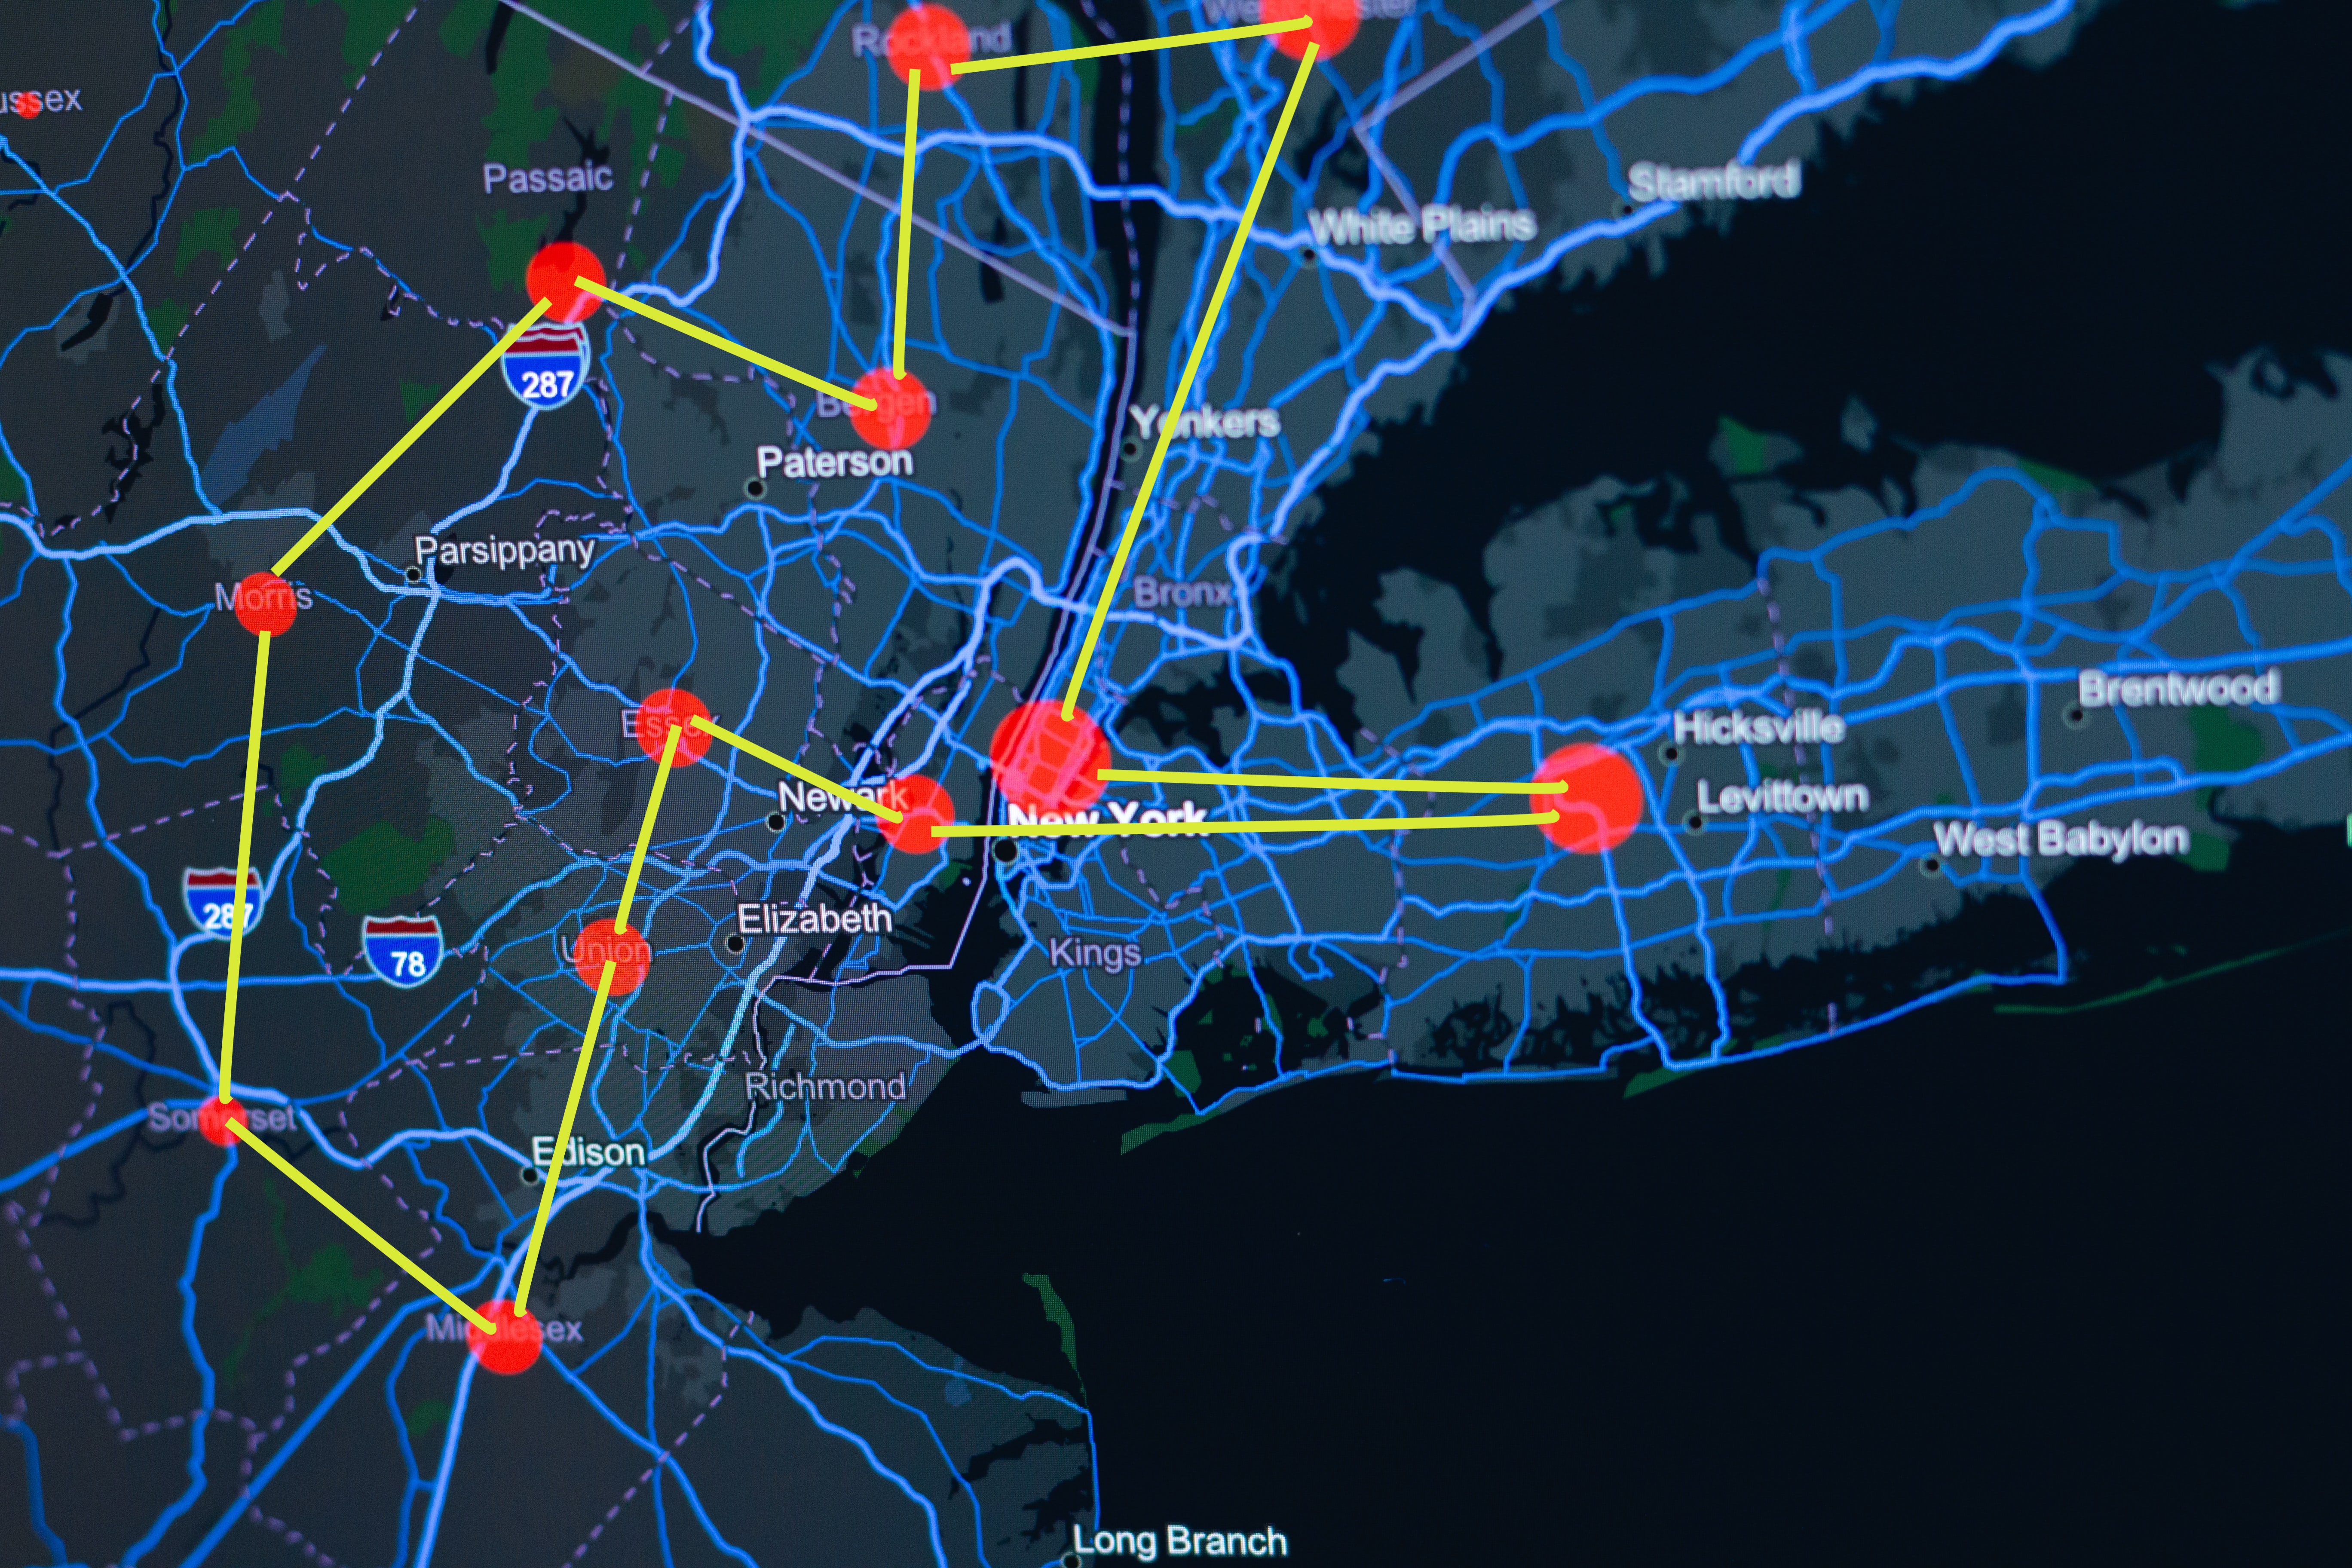 Westchester
Rockland
ussex
Passaic
Stamford
White Plains
287
Bergen
Yonkers
Paterson
Parsippany
Morris
Bronx
Essex
Brentwood
Hicksville
Newark
Levittown
New York
West Babylon
287
Elizabeth
78
Union
Kings
Richmond
Somerset
Edison
Middlesex
Long Branch